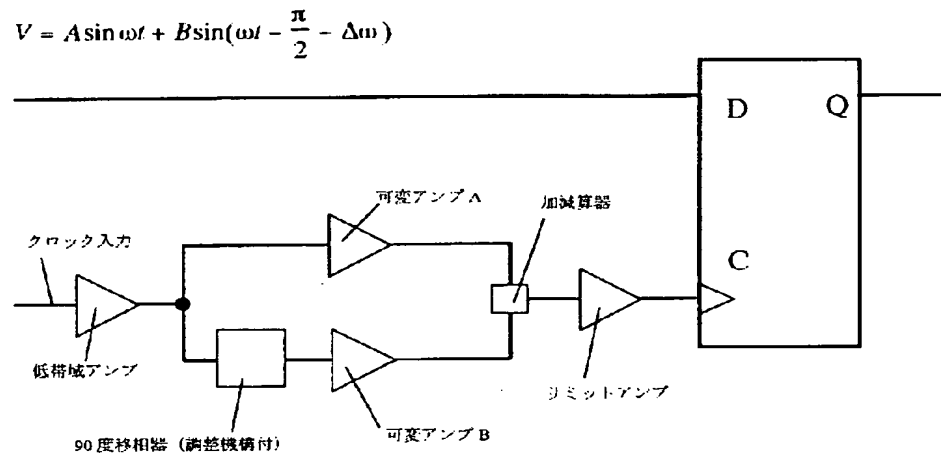 V = A sin ωt + B sin(ωt - π/2 - Δω)
D Q
可変アンプ A
加減算器
クロック入力
C
低帯域アンプ
リミットアンプ
可変アンプ B
90 度移相器 (調整機構付)